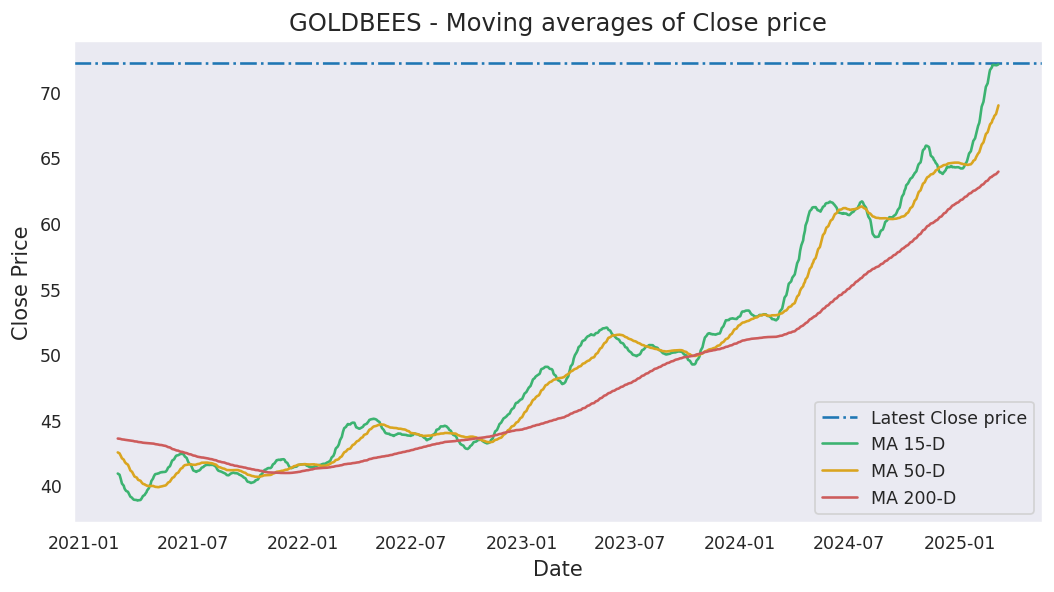 GOLDBEES - Moving averages of Close price
Close Price
70
65
60
55
50
45
40
Latest Close price
MA 15-D
MA 50-D
MA 200-D
2021-01 2021-07 2022-01 2022-07 2023-01 2023-07 2024-01 2024-07 2025-01
Date